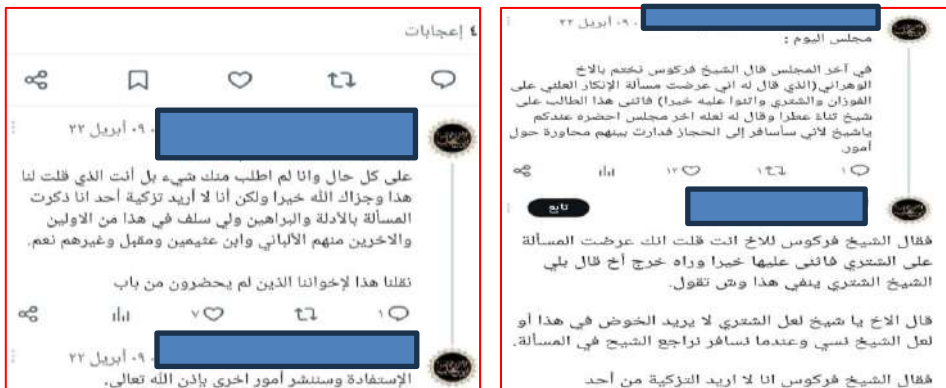 ٠٩ أبريل ٢٢
مجلس اليوم :
في آخر المجلس قال الشيخ فركوس نختم بالاخ
الوهراني(الذي قال له اني عرضت مسألة الإنكار العلني على
الفوزان والشتري واثنوا عليه خيرا) فاثنى هذا الطالب على
شيخ ثناءً عطرا وقال له لعله اخر مجلس احضره عندكم
ياشيخ لأني سأسافر إلى الحجاز فدارت بينهم محاورة حول
أمور.
١
١
١٢
تابع
فقال الشيخ فركوس للاخ انت قلت انك عرضت المسألة
على الشتري فاثنى عليها خيرا وراه خرج أخ قال بلي
الشيخ الشتري ينفي هذا وش تقول.
قال الاخ يا شيخ لعل الشتري لا يريد الخوض في هذا أو
لعل الشيخ نسي وعندما نسافر نراجع الشيح في المسألة.
فقال الشيخ فركوس انا لا اريد التزكية من أحد
٤ إعجابات
٠٩ أبريل ٢٢
على كل حال وانا لم اطلب منك شيء بل أنت الذي قلت لنا
هذا وجزاك الله خيرا ولكن أنا لا أريد تزكية أحد انا ذكرت
المسألة بالأدلة والبراهين ولي سلف في هذا من الاولين
والاخرين منهم الألباني وابن عثيمين ومقبل وغيرهم نعم.
نقلنا هذا لإخواننا الذين لم يحضرون من باب
١
٧
٠٩ أبريل ٢٢
الإستفادة وسننشر أمور اخرى بإذن الله تعالى.